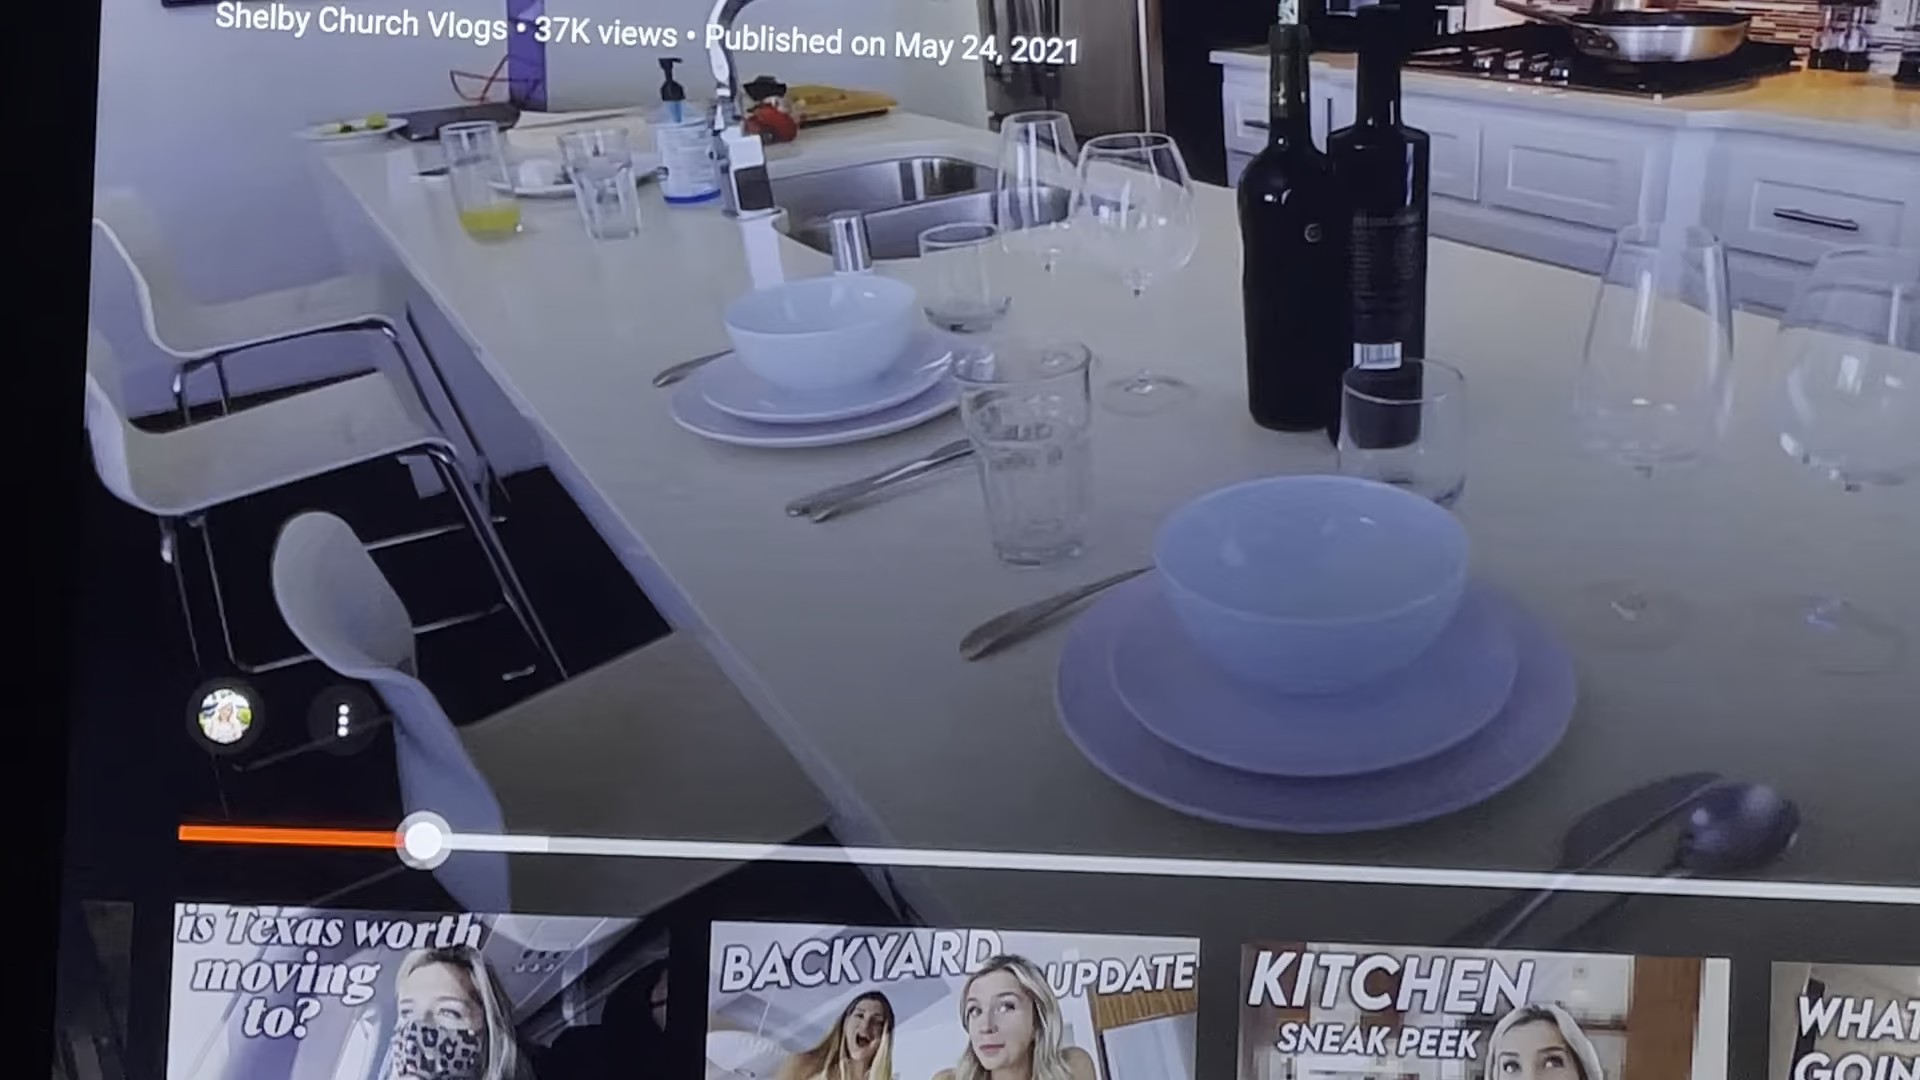 Shelby Church Vlogs • 37K views • Published on May 24, 2021
is Texas worth
moving
to?
BACKYARD
UPDATE
KITCHEN
SNEAK PEEK
WHAT
GOIN